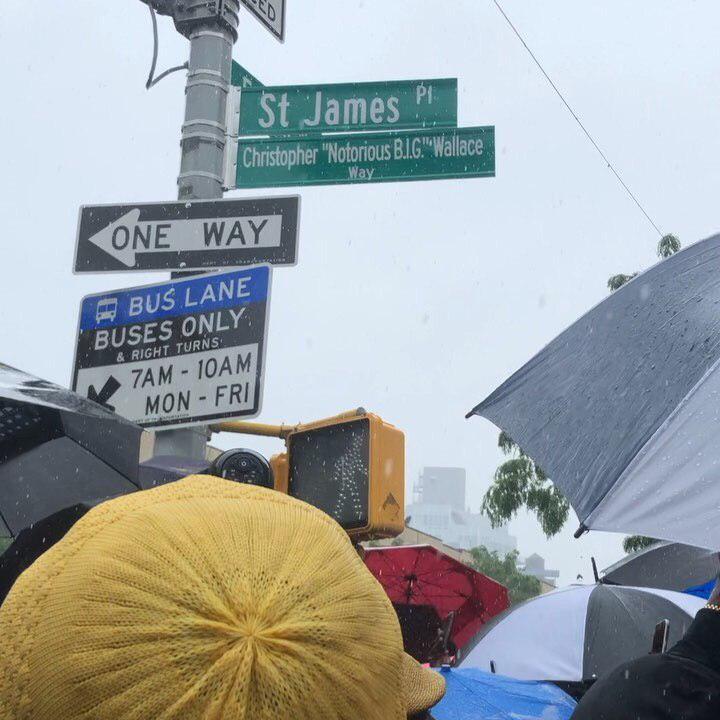 ED
St James Pl
Christopher "Notorious B.I.G." Wallace
Way
ONE WAY
BUS LANE
BUSES ONLY
& RIGHT TURNS
7AM - 10AM
MON - FRI